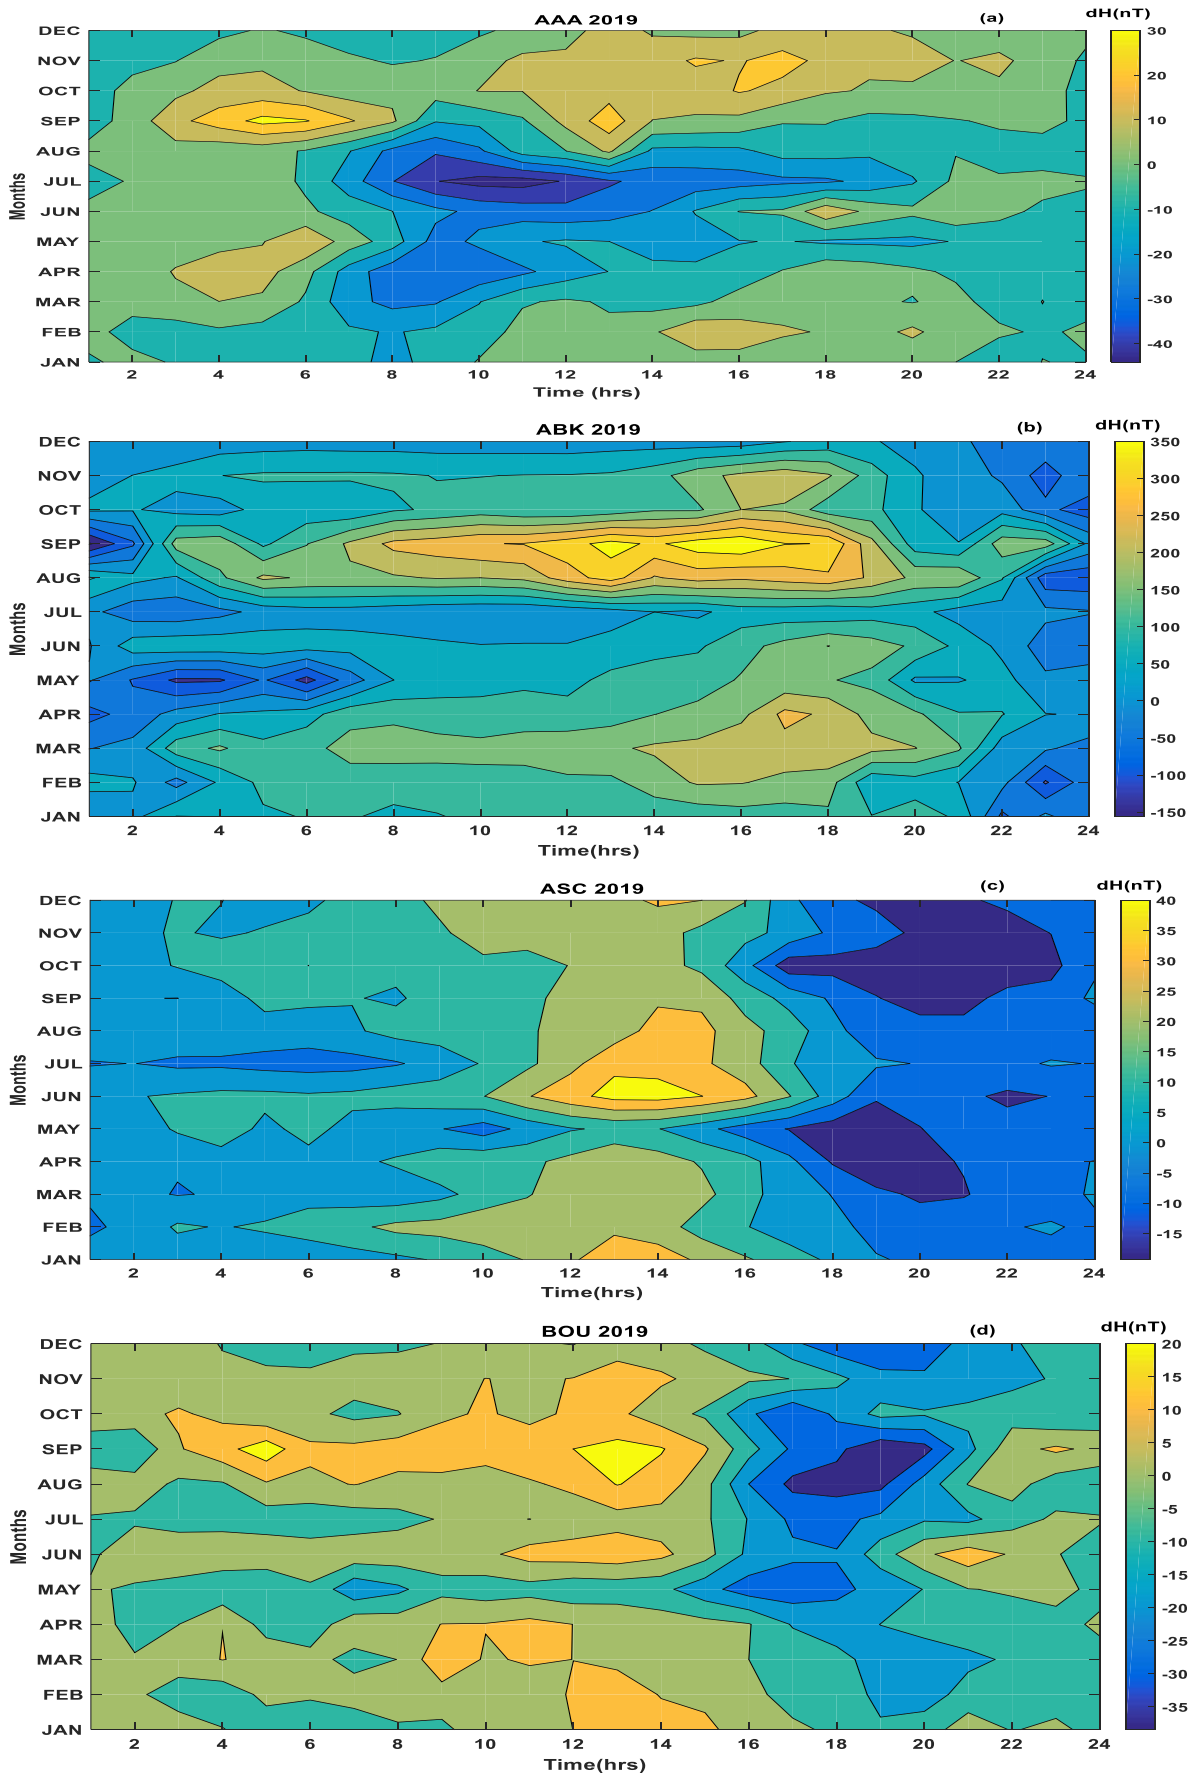 AAA 2019 (a) dH(nT)
DEC
NOV
OCT
SEP
AUG
JUL
JUN
MAY
APR
MAR
FEB
JAN
Months
2 4 6 8 10 12 14 16 18 20 22 24
Time (hrs)
30
20
10
0
-10
-20
-30
-40
ABK 2019 (b) dH(nT)
DEC
NOV
OCT
SEP
AUG
JUL
JUN
MAY
APR
MAR
FEB
JAN
Months
2 4 6 8 10 12 14 16 18 20 22 24
Time(hrs)
350
300
250
200
150
100
50
0
-50
-100
-150
ASC 2019 (c) dH(nT)
DEC
NOV
OCT
SEP
AUG
JUL
JUN
MAY
APR
MAR
FEB
JAN
Months
2 4 6 8 10 12 14 16 18 20 22 24
Time(hrs)
40
35
30
25
20
15
10
5
0
-5
-10
-15
BOU 2019 (d) dH(nT)
DEC
NOV
OCT
SEP
AUG
JUL
JUN
MAY
APR
MAR
FEB
JAN
Months
2 4 6 8 10 12 14 16 18 20 22 24
Time(hrs)
20
15
10
5
0
-5
-10
-15
-20
-25
-30
-35